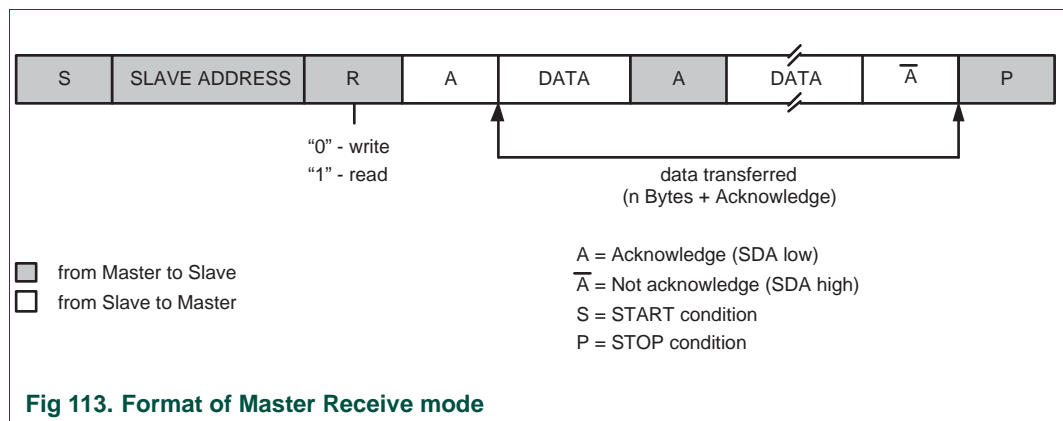 S SLAVE ADDRESS R A DATA A DATA A̅ P
“0” - write
“1” - read
data transferred
(n Bytes + Acknowledge)
from Master to Slave
from Slave to Master
A = Acknowledge (SDA low)
A̅ = Not acknowledge (SDA high)
S = START condition
P = STOP condition
Fig 113. Format of Master Receive mode